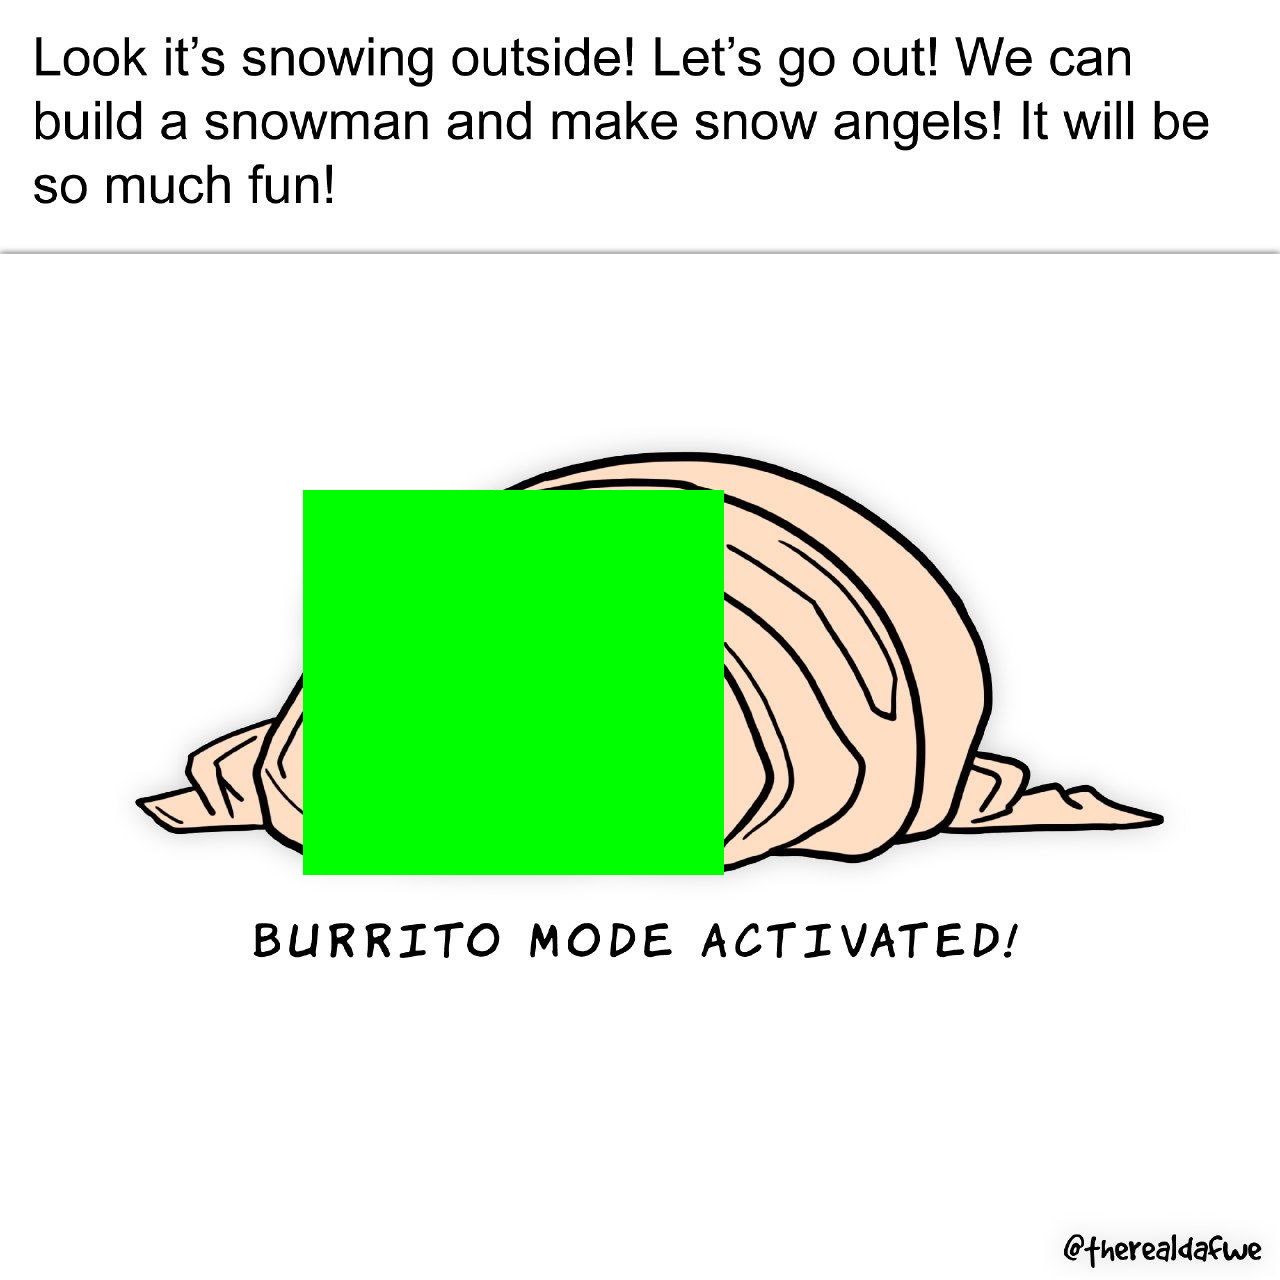 Look it’s snowing outside! Let’s go out! We can
build a snowman and make snow angels! It will be
so much fun!
BURRITO MODE ACTIVATED!
@therealdafwe